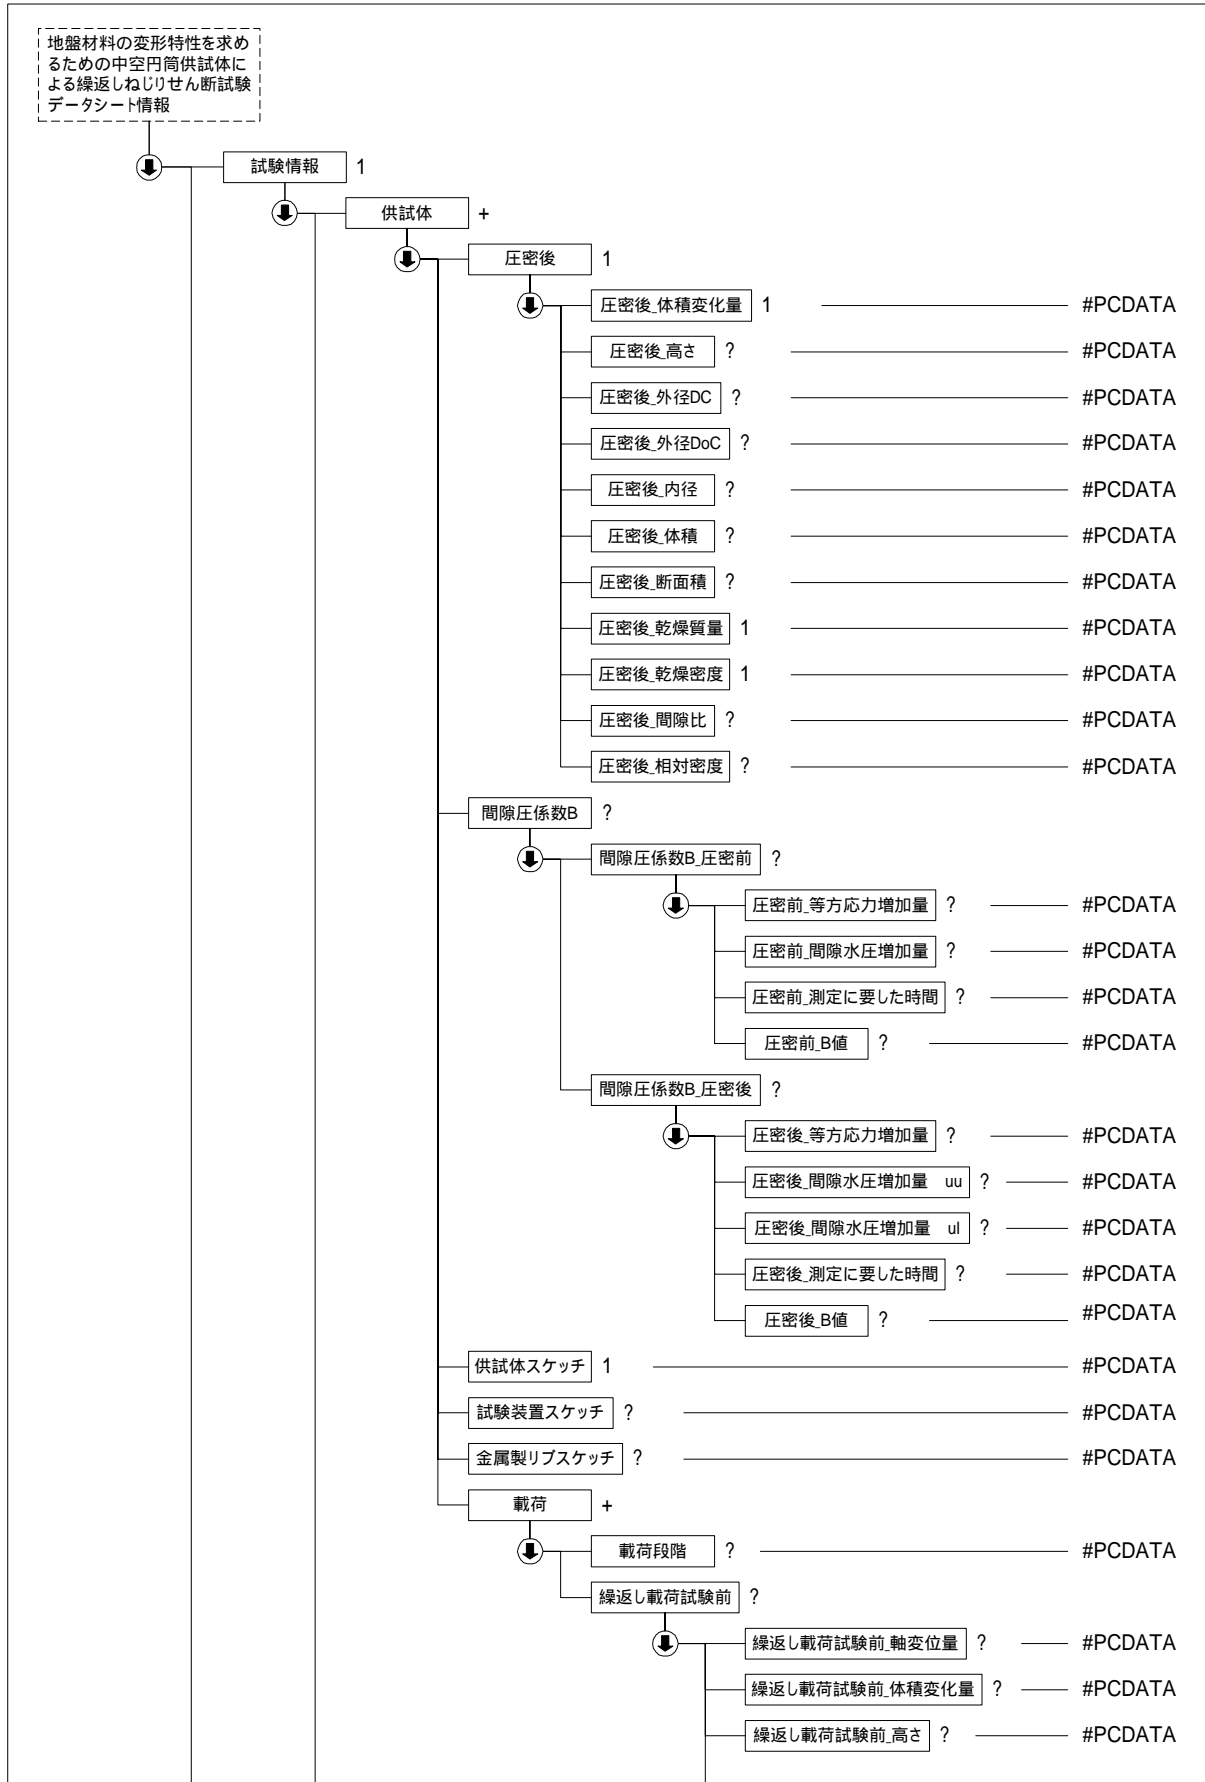 地盤材料の変形特性を求め
るための中空円筒供試体に
よる繰返しねじりせん断試験
データシート情報
試験情報 1
供試体 +
圧密後 1
圧密後_体積変化量 1 #PCDATA
圧密後_高さ ? #PCDATA
圧密後_外径DC ? #PCDATA
圧密後_外径DoC ? #PCDATA
圧密後_内径 ? #PCDATA
圧密後_体積 ? #PCDATA
圧密後_断面積 ? #PCDATA
圧密後_乾燥質量 1 #PCDATA
圧密後_乾燥密度 1 #PCDATA
圧密後_間隙比 ? #PCDATA
圧密後_相対密度 ? #PCDATA
間隙圧係数B ?
間隙圧係数B_圧密前 ?
圧密前_等方応力増加量 ? #PCDATA
圧密前_間隙水圧増加量 ? #PCDATA
圧密前_測定に要した時間 ? #PCDATA
圧密前_B値 ? #PCDATA
間隙圧係数B_圧密後 ?
圧密後_等方応力増加量 ? #PCDATA
圧密後_間隙水圧増加量 uu ? #PCDATA
圧密後_間隙水圧増加量 ul ? #PCDATA
圧密後_測定に要した時間 ? #PCDATA
圧密後_B値 ? #PCDATA
供試体スケッチ 1 #PCDATA
試験装置スケッチ ? #PCDATA
金属製リブスケッチ ? #PCDATA
載荷 +
載荷段階 ? #PCDATA
繰返し載荷試験前 ?
繰返し載荷試験前_軸変位量 ? #PCDATA
繰返し載荷試験前_体積変化量 ? #PCDATA
繰返し載荷試験前_高さ ? #PCDATA